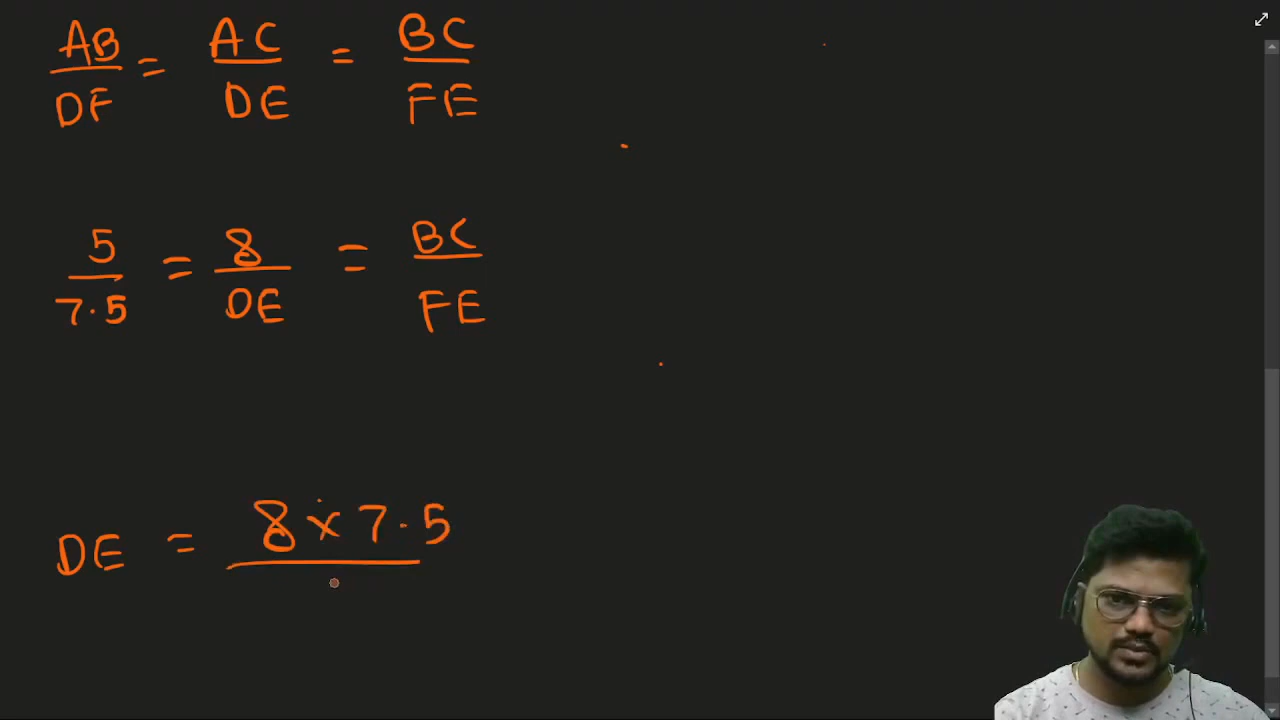 AB/DF = AC/DE = BC/FE
5/7.5 = 8/DE = BC/FE
DE = 8×7.5/